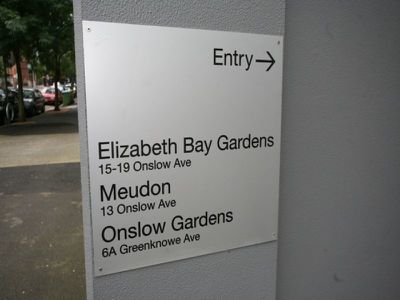 Entry →
Elizabeth Bay Gardens
15-19 Onslow Ave
Meudon
13 Onslow Ave
Onslow Gardens
6A Greenknowe Ave